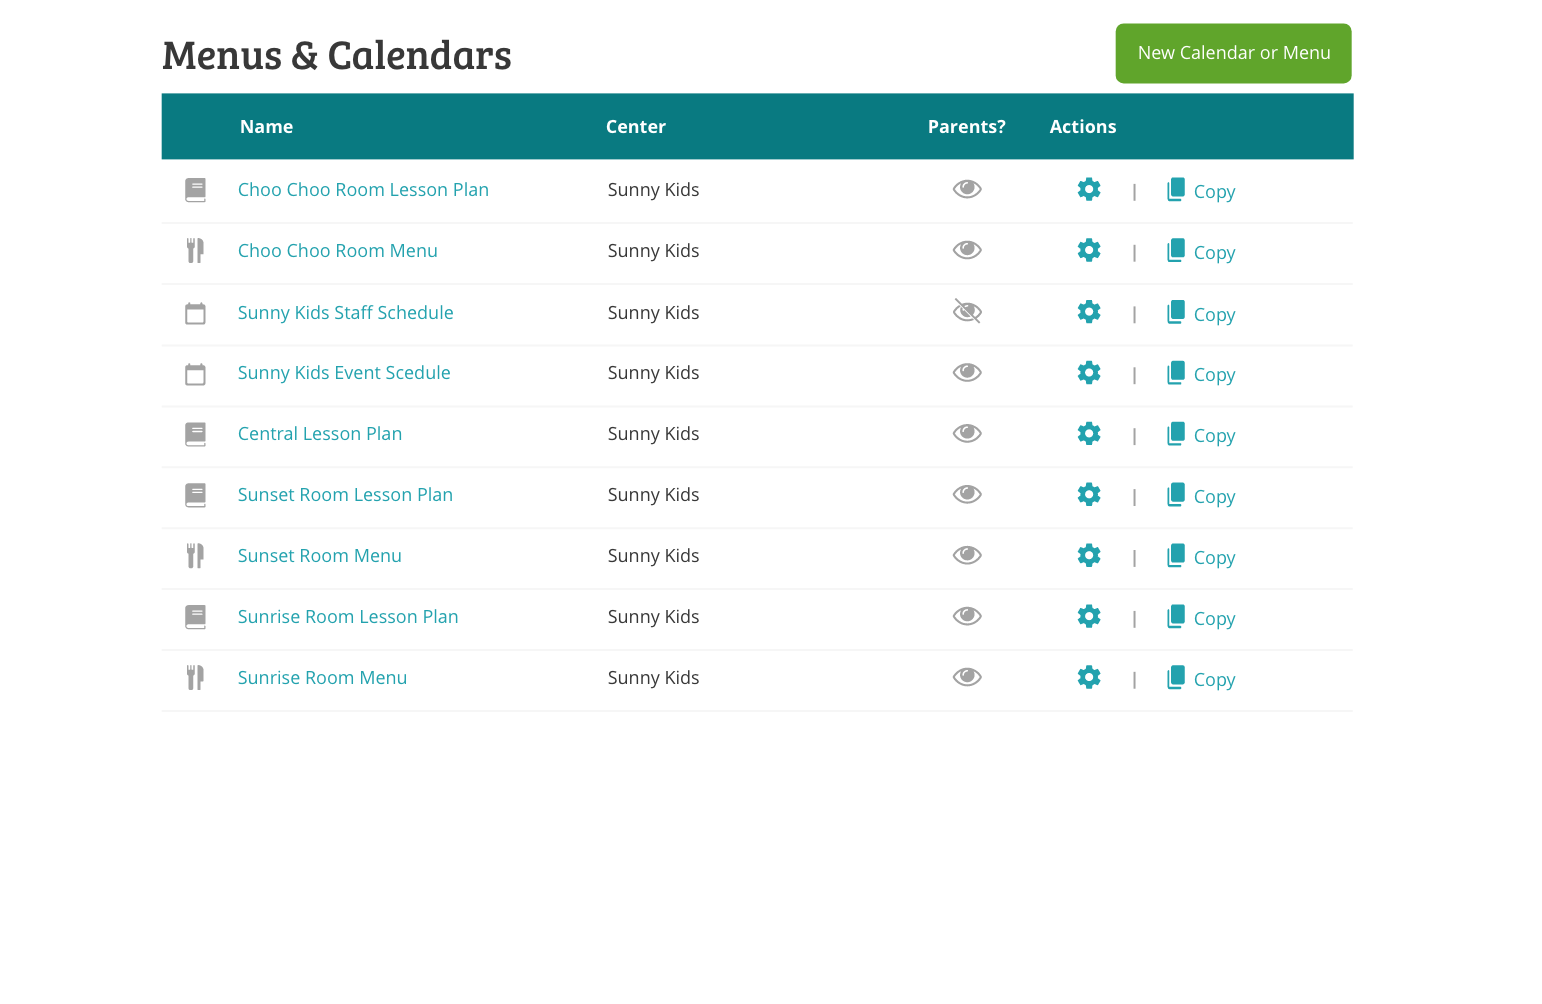 Menus & Calendars
New Calendar or Menu
Name Center Parents? Actions
Choo Choo Room Lesson Plan Sunny Kids | Copy
Choo Choo Room Menu Sunny Kids | Copy
Sunny Kids Staff Schedule Sunny Kids | Copy
Sunny Kids Event Scedule Sunny Kids | Copy
Central Lesson Plan Sunny Kids | Copy
Sunset Room Lesson Plan Sunny Kids | Copy
Sunset Room Menu Sunny Kids | Copy
Sunrise Room Lesson Plan Sunny Kids | Copy
Sunrise Room Menu Sunny Kids | Copy